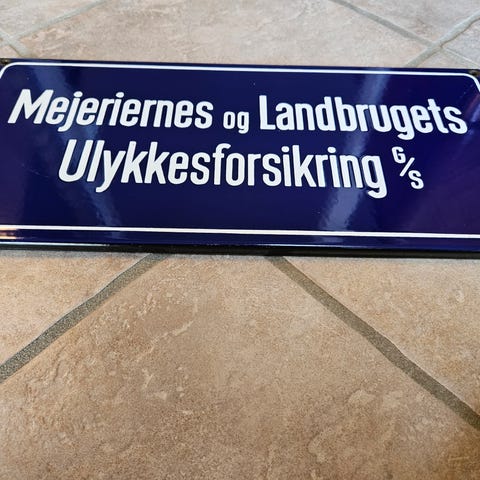 Mejeriernes og Landbrugets
Ulykkesforsikring G/S